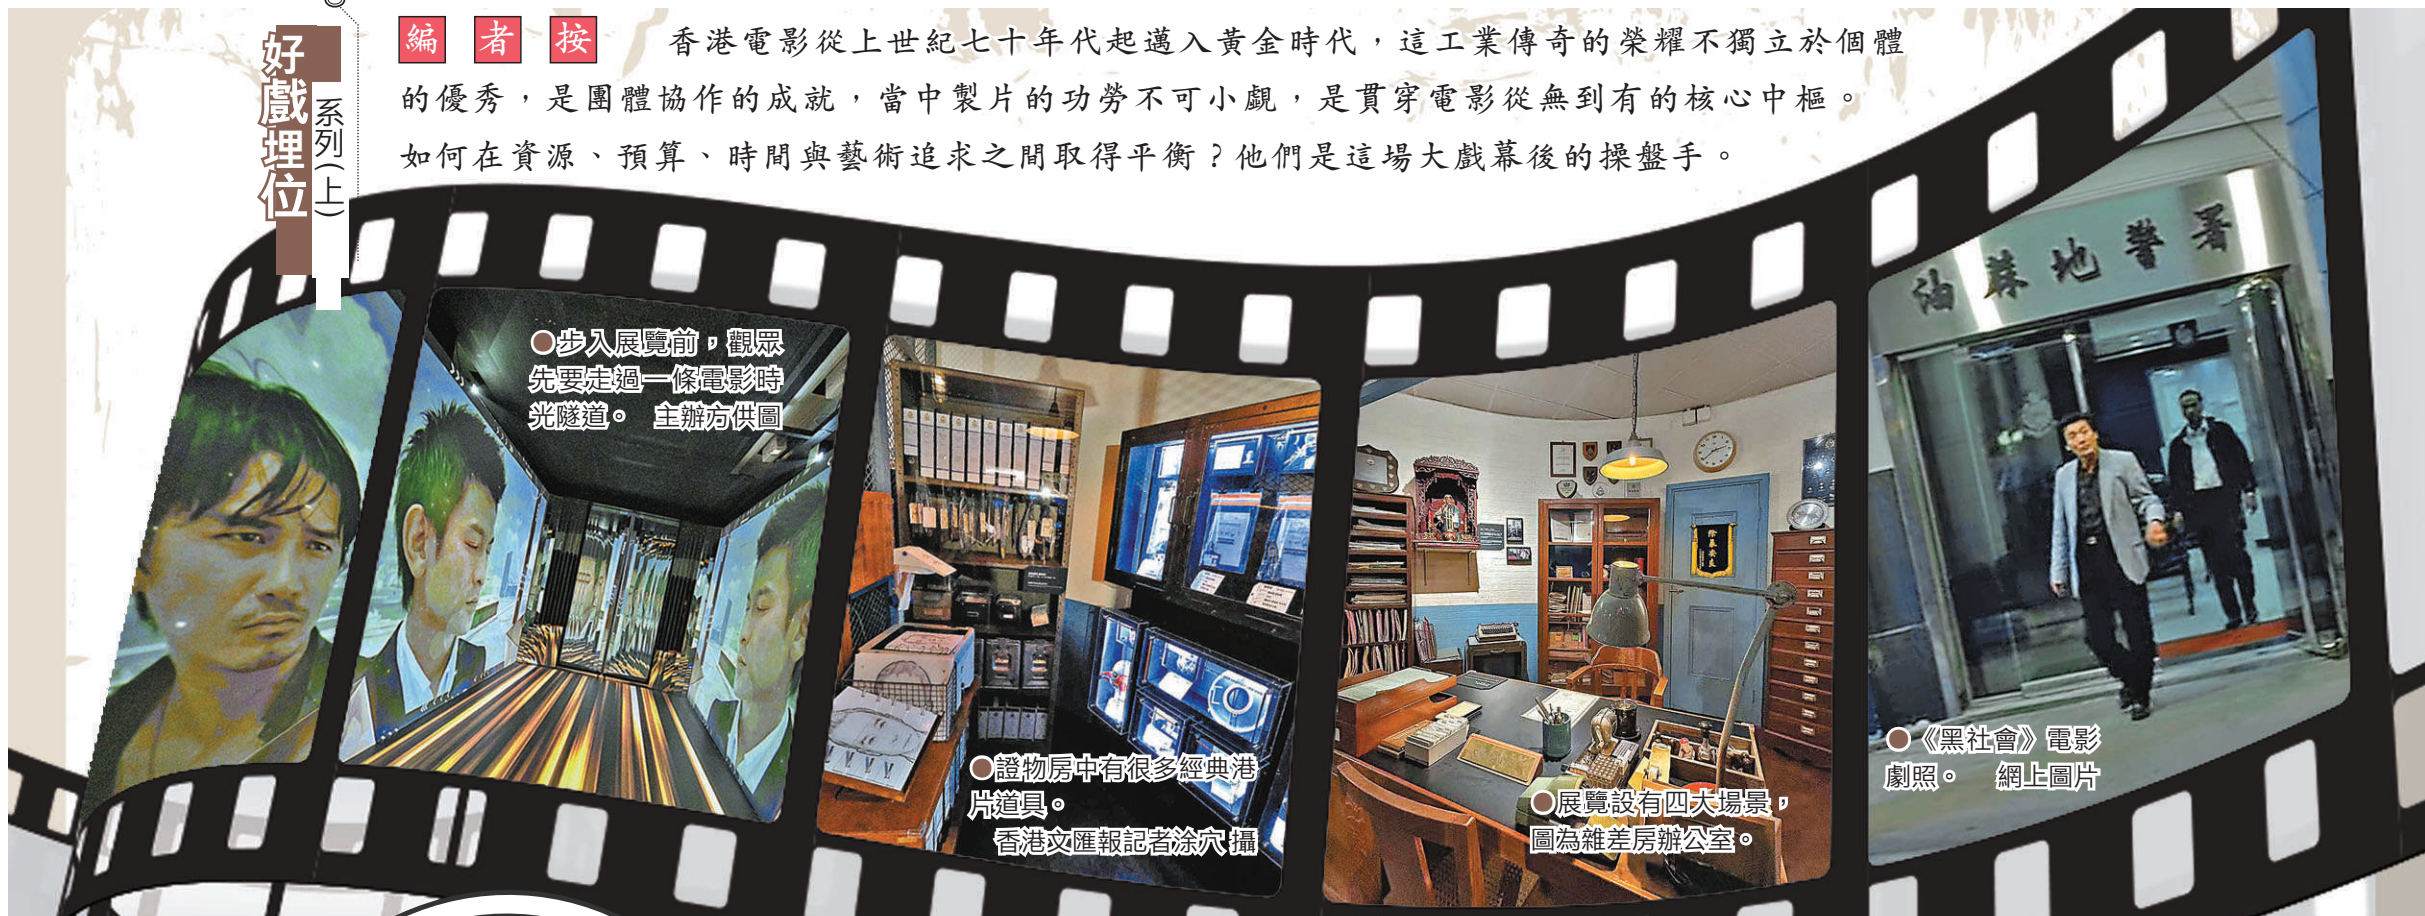 好戲埋位
系列(上)
編者按　香港電影從上世紀七十年代起邁入黃金時代，這工業傳奇的榮耀不獨立於個體
的優秀，是團體協作的成就，當中製片的功勞不可小覷，是貫穿電影從無到有的核心中樞。
如何在資源、預算、時間與藝術追求之間取得平衡？他們是這場大戲幕後的操盤手。
●步入展覽前，觀眾
先要走過一條電影時
光隧道。　主辦方供圖
●證物房中有很多經典港
片道具。
香港文匯報記者涂穴 攝
除暴安良
●展覽設有四大場景，
圖為雜差房辦公室。
油蔴地警署
●《黑社會》電影
劇照。　網上圖片